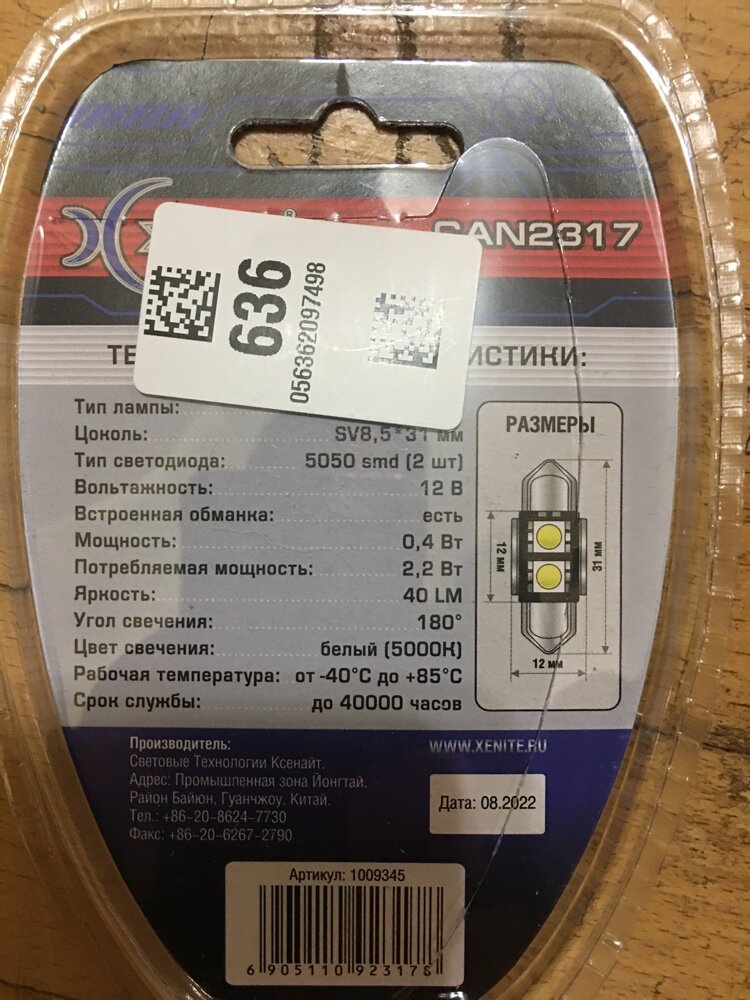 ®
CAN2317
636
056362097498
ИСТИКИ:
Тип лампы:
Цоколь: SV8,5*31 мм
Тип светодиода: 5050 smd (2 шт)
Вольтажность: 12 В
Встроенная обманка: есть
Мощность: 0,4 Вт
Потребляемая мощность: 2,2 Вт
Яркость: 40 LM
Угол свечения: 180°
Цвет свечения: белый (5000К)
Рабочая температура: от -40°С до +85°С
Срок службы: до 40000 часов
РАЗМЕРЫ
12 мм
31 мм
12 мм
Производитель:
Световые Технологии Ксенайт.
Адрес: Промышленная зона Йонгтай,
Район Байюн, Гуанчжоу, Китай.
Тел.: +86-20-8624-7730
Факс: +86-20-6267-2790
WWW.XENITE.RU
Дата: 08.2022
Артикул: 1009345
6 905110 923178